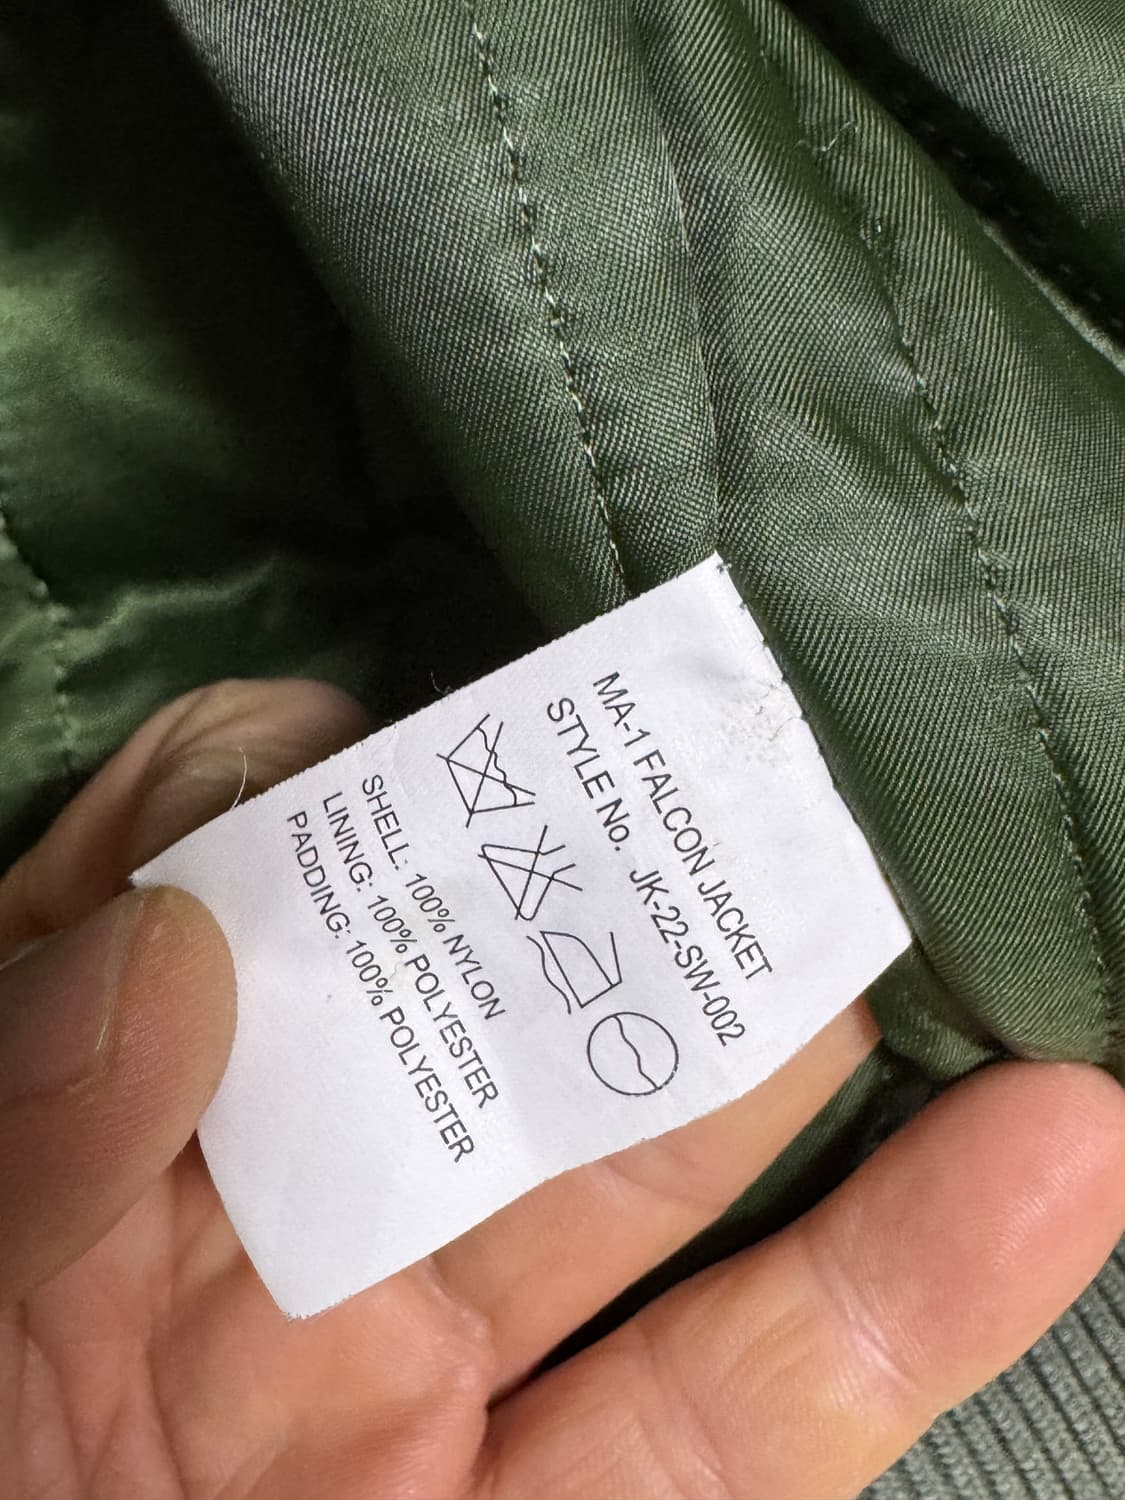 MA-1 FALCON JACKET
STYLE No. JK-22-SW-002
SHELL: 100% NYLON
LINING: 100% POLYESTER
PADDING: 100% POLYESTER